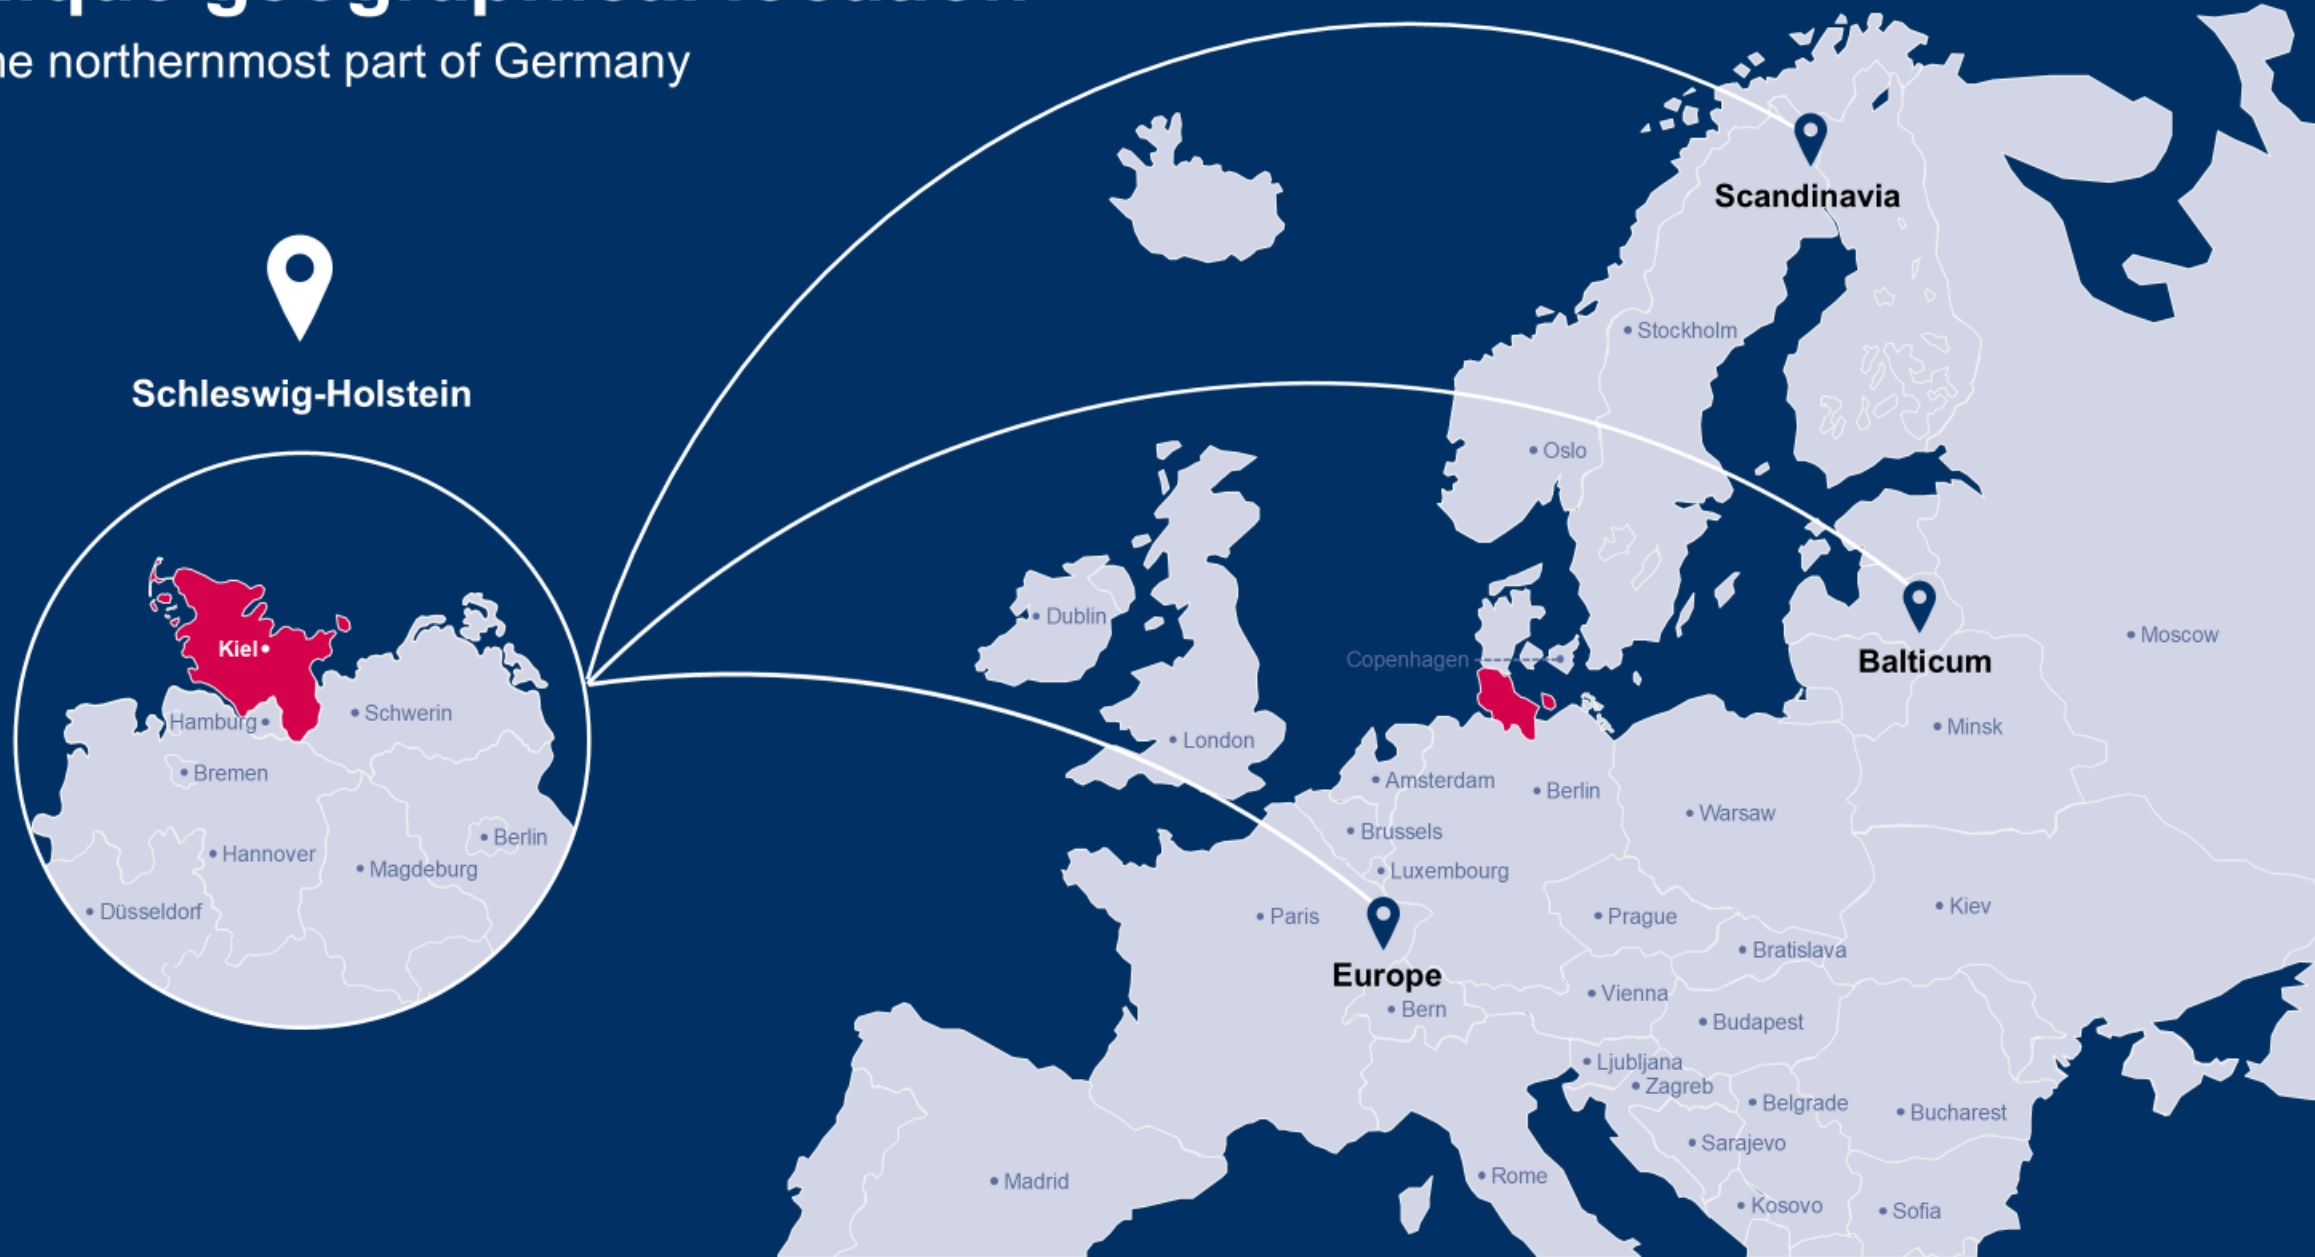 ne northernmost part of Germany
Scandinavia
Schleswig-Holstein
Stockholm
Oslo
Dublin
Copenhagen
Moscow
Balticum
Kiel
Hamburg
Schwerin
Bremen
Hannover
Magdeburg
Berlin
Düsseldorf
London
Minsk
Amsterdam
Berlin
Warsaw
Brussels
Luxembourg
Paris
Prague
Kiev
Bratislava
Europe
Vienna
Bern
Budapest
Ljubljana
Zagreb
Belgrade
Bucharest
Sarajevo
Madrid
Rome
Kosovo
Sofia